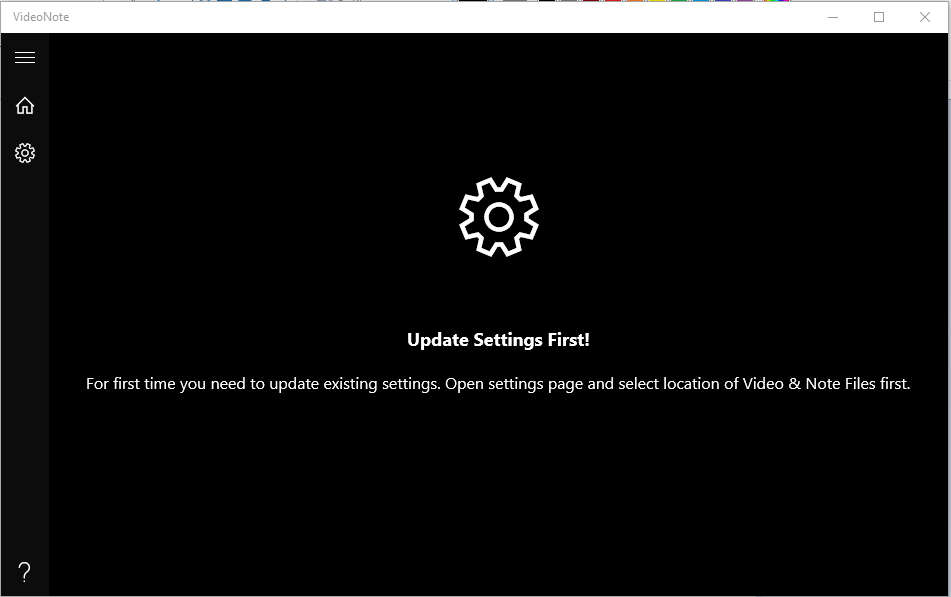 VideoNote
Update Settings First!
For first time you need to update existing settings. Open settings page and select location of Video & Note Files first.
?